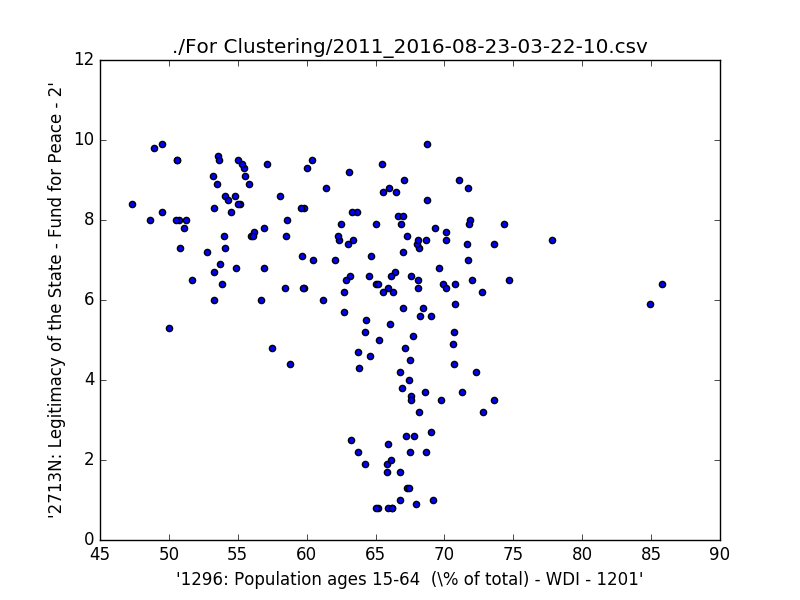 ./For Clustering/2011_2016-08-23-03-22-10.csv
'2713N: Legitimacy of the State - Fund for Peace - 2'
12
10
8
6
4
2
0
45 50 55 60 65 70 75 80 85 90
'1296: Population ages 15-64  (\% of total) - WDI - 1201'